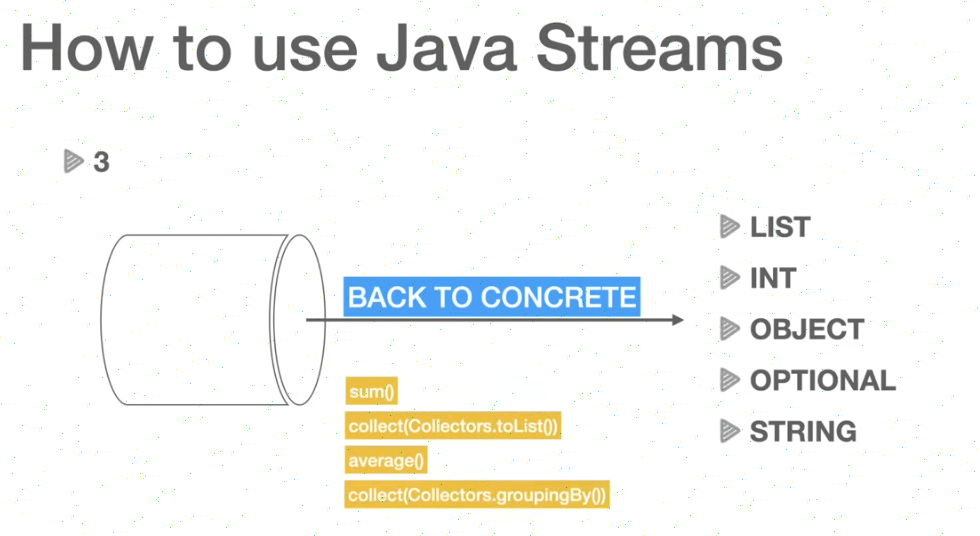 How to use Java Streams
3
BACK TO CONCRETE
sum()
collect(Collectors.toList())
average()
collect(Collectors.groupingBy())
LIST
INT
OBJECT
OPTIONAL
STRING